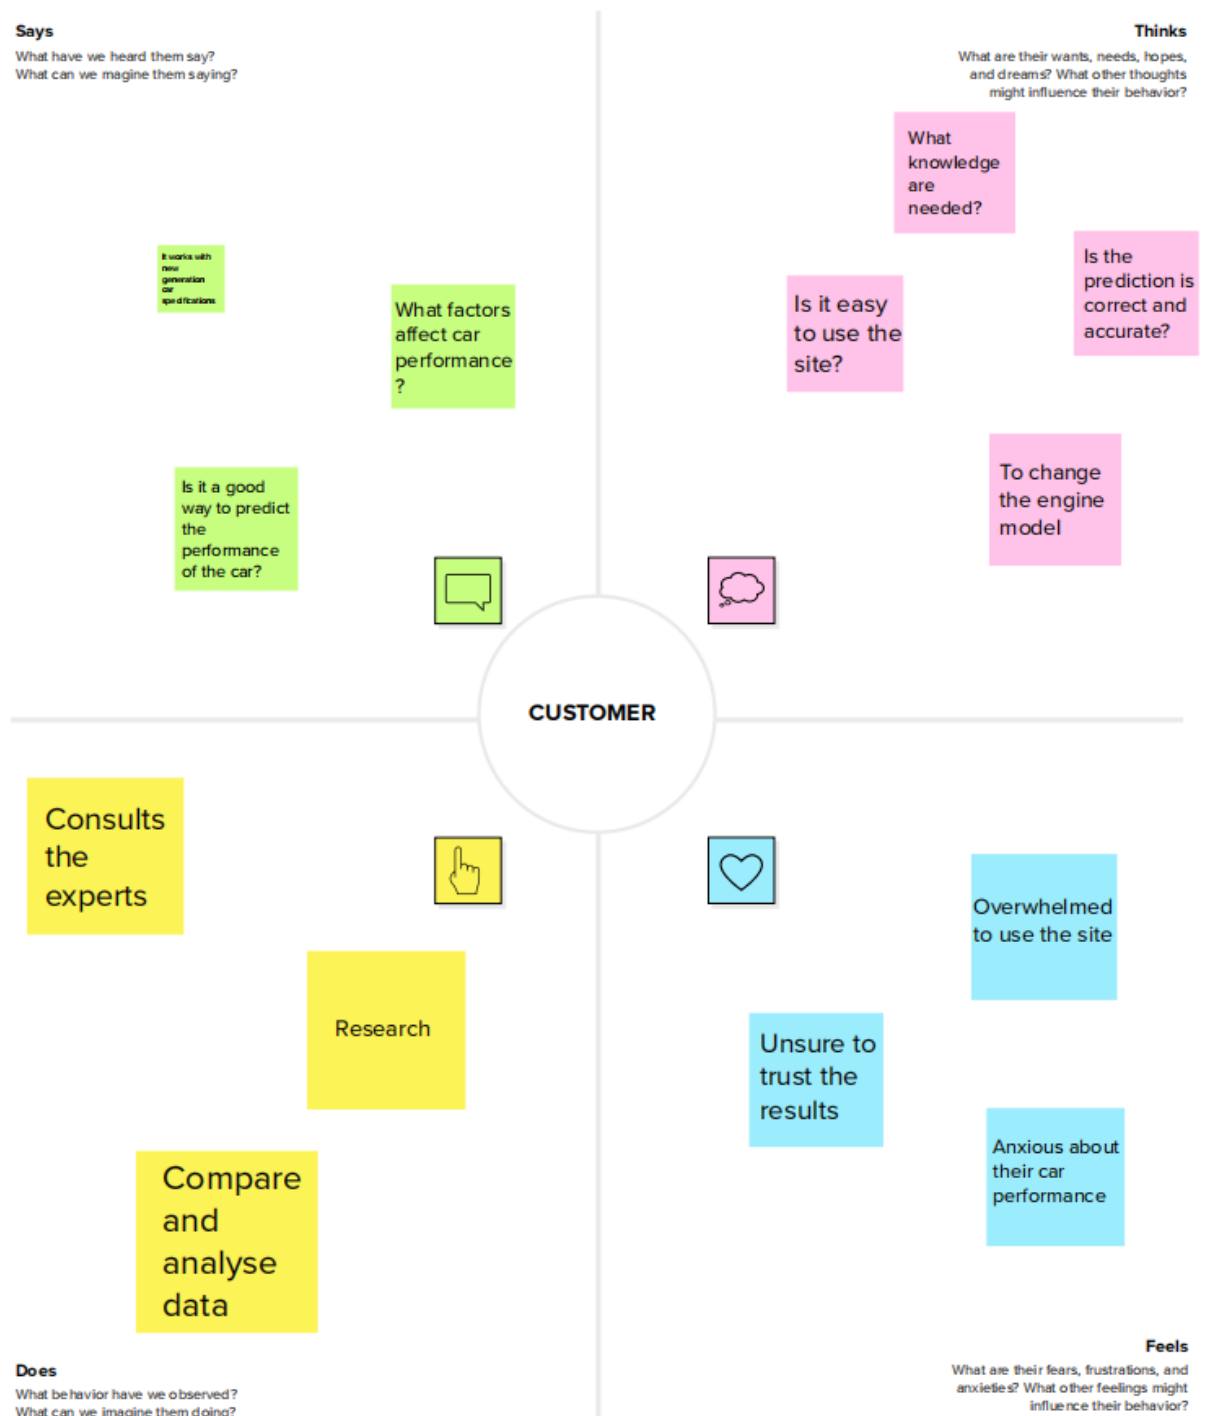 Says
What have we heard them say?
What can we magine them saying?
Thinks
What are their wants, needs, hopes,
and dreams? What other thoughts
might influence their behavior?
What
knowledge
are
needed?
It works with
new
generation
car
specifications
What factors
affect car
performance
?
Is it easy
to use the
site?
Is the
prediction is
correct and
accurate?
Is it a good
way to predict
the
performance
of the car?
To change
the engine
model
CUSTOMER
Consults
the
experts
Research
Compare
and
analyse
data
Overwhelmed
to use the site
Unsure to
trust the
results
Anxious about
their car
performance
Does
What behavior have we observed?
What can we imagine them doing?
Feels
What are their fears, frustrations, and
anxieties? What other feelings might
influence their behavior?